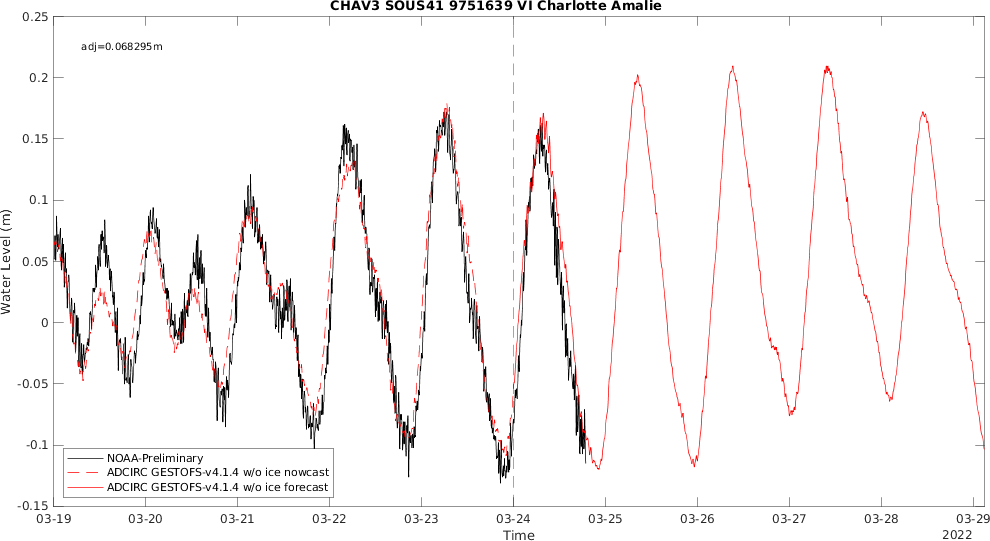 CHAV3 SOUS41 9751639 VI Charlotte Amalie
adj=0.068295m
0.25
0.2
0.15
0.1
0.05
0
-0.05
-0.1
-0.15
Water Level (m)
NOAA-Preliminary
ADCIRC GESTOFS-v4.1.4 w/o ice nowcast
ADCIRC GESTOFS-v4.1.4 w/o ice forecast
03-19 03-20 03-21 03-22 03-23 03-24 03-25 03-26 03-27 03-28 03-29
Time
2022